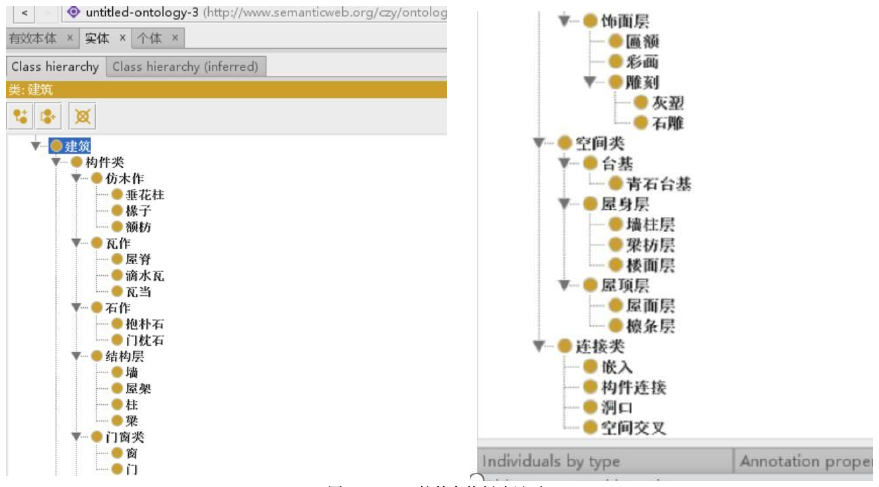 < untitled-ontology-3 (http://www.semanticweb.org/czy/ontolog
有效本体 × 实体 × 个体 ×
Class hierarchy Class hierarchy (inferred)
类: 建筑
建筑
构件类
仿木作
垂花柱
椽子
额枋
瓦作
屋脊
滴水瓦
瓦当
石作
抱朴石
门枕石
结构层
墙
屋架
柱
梁
门窗类
窗
门
饰面层
匾额
彩画
雕刻
灰塑
石雕
空间类
台基
青石台基
屋身层
墙柱层
梁枋层
楼面层
屋顶层
屋面层
檩条层
连接类
嵌入
构件连接
洞口
空间交叉
Individuals by type Annotation proper